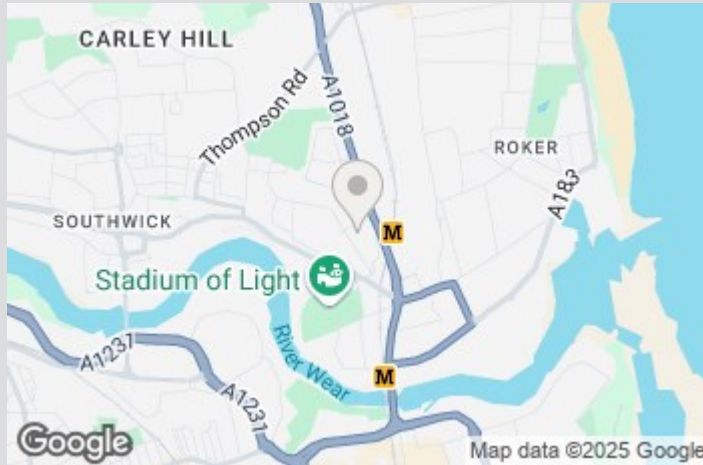 CARLEY HILL
Thompson Rd
A1018
ROKER
A183
SOUTHWICK
M
Stadium of Light
A1231
River Wear
M
A1231
Google
Map data ©2025 Google